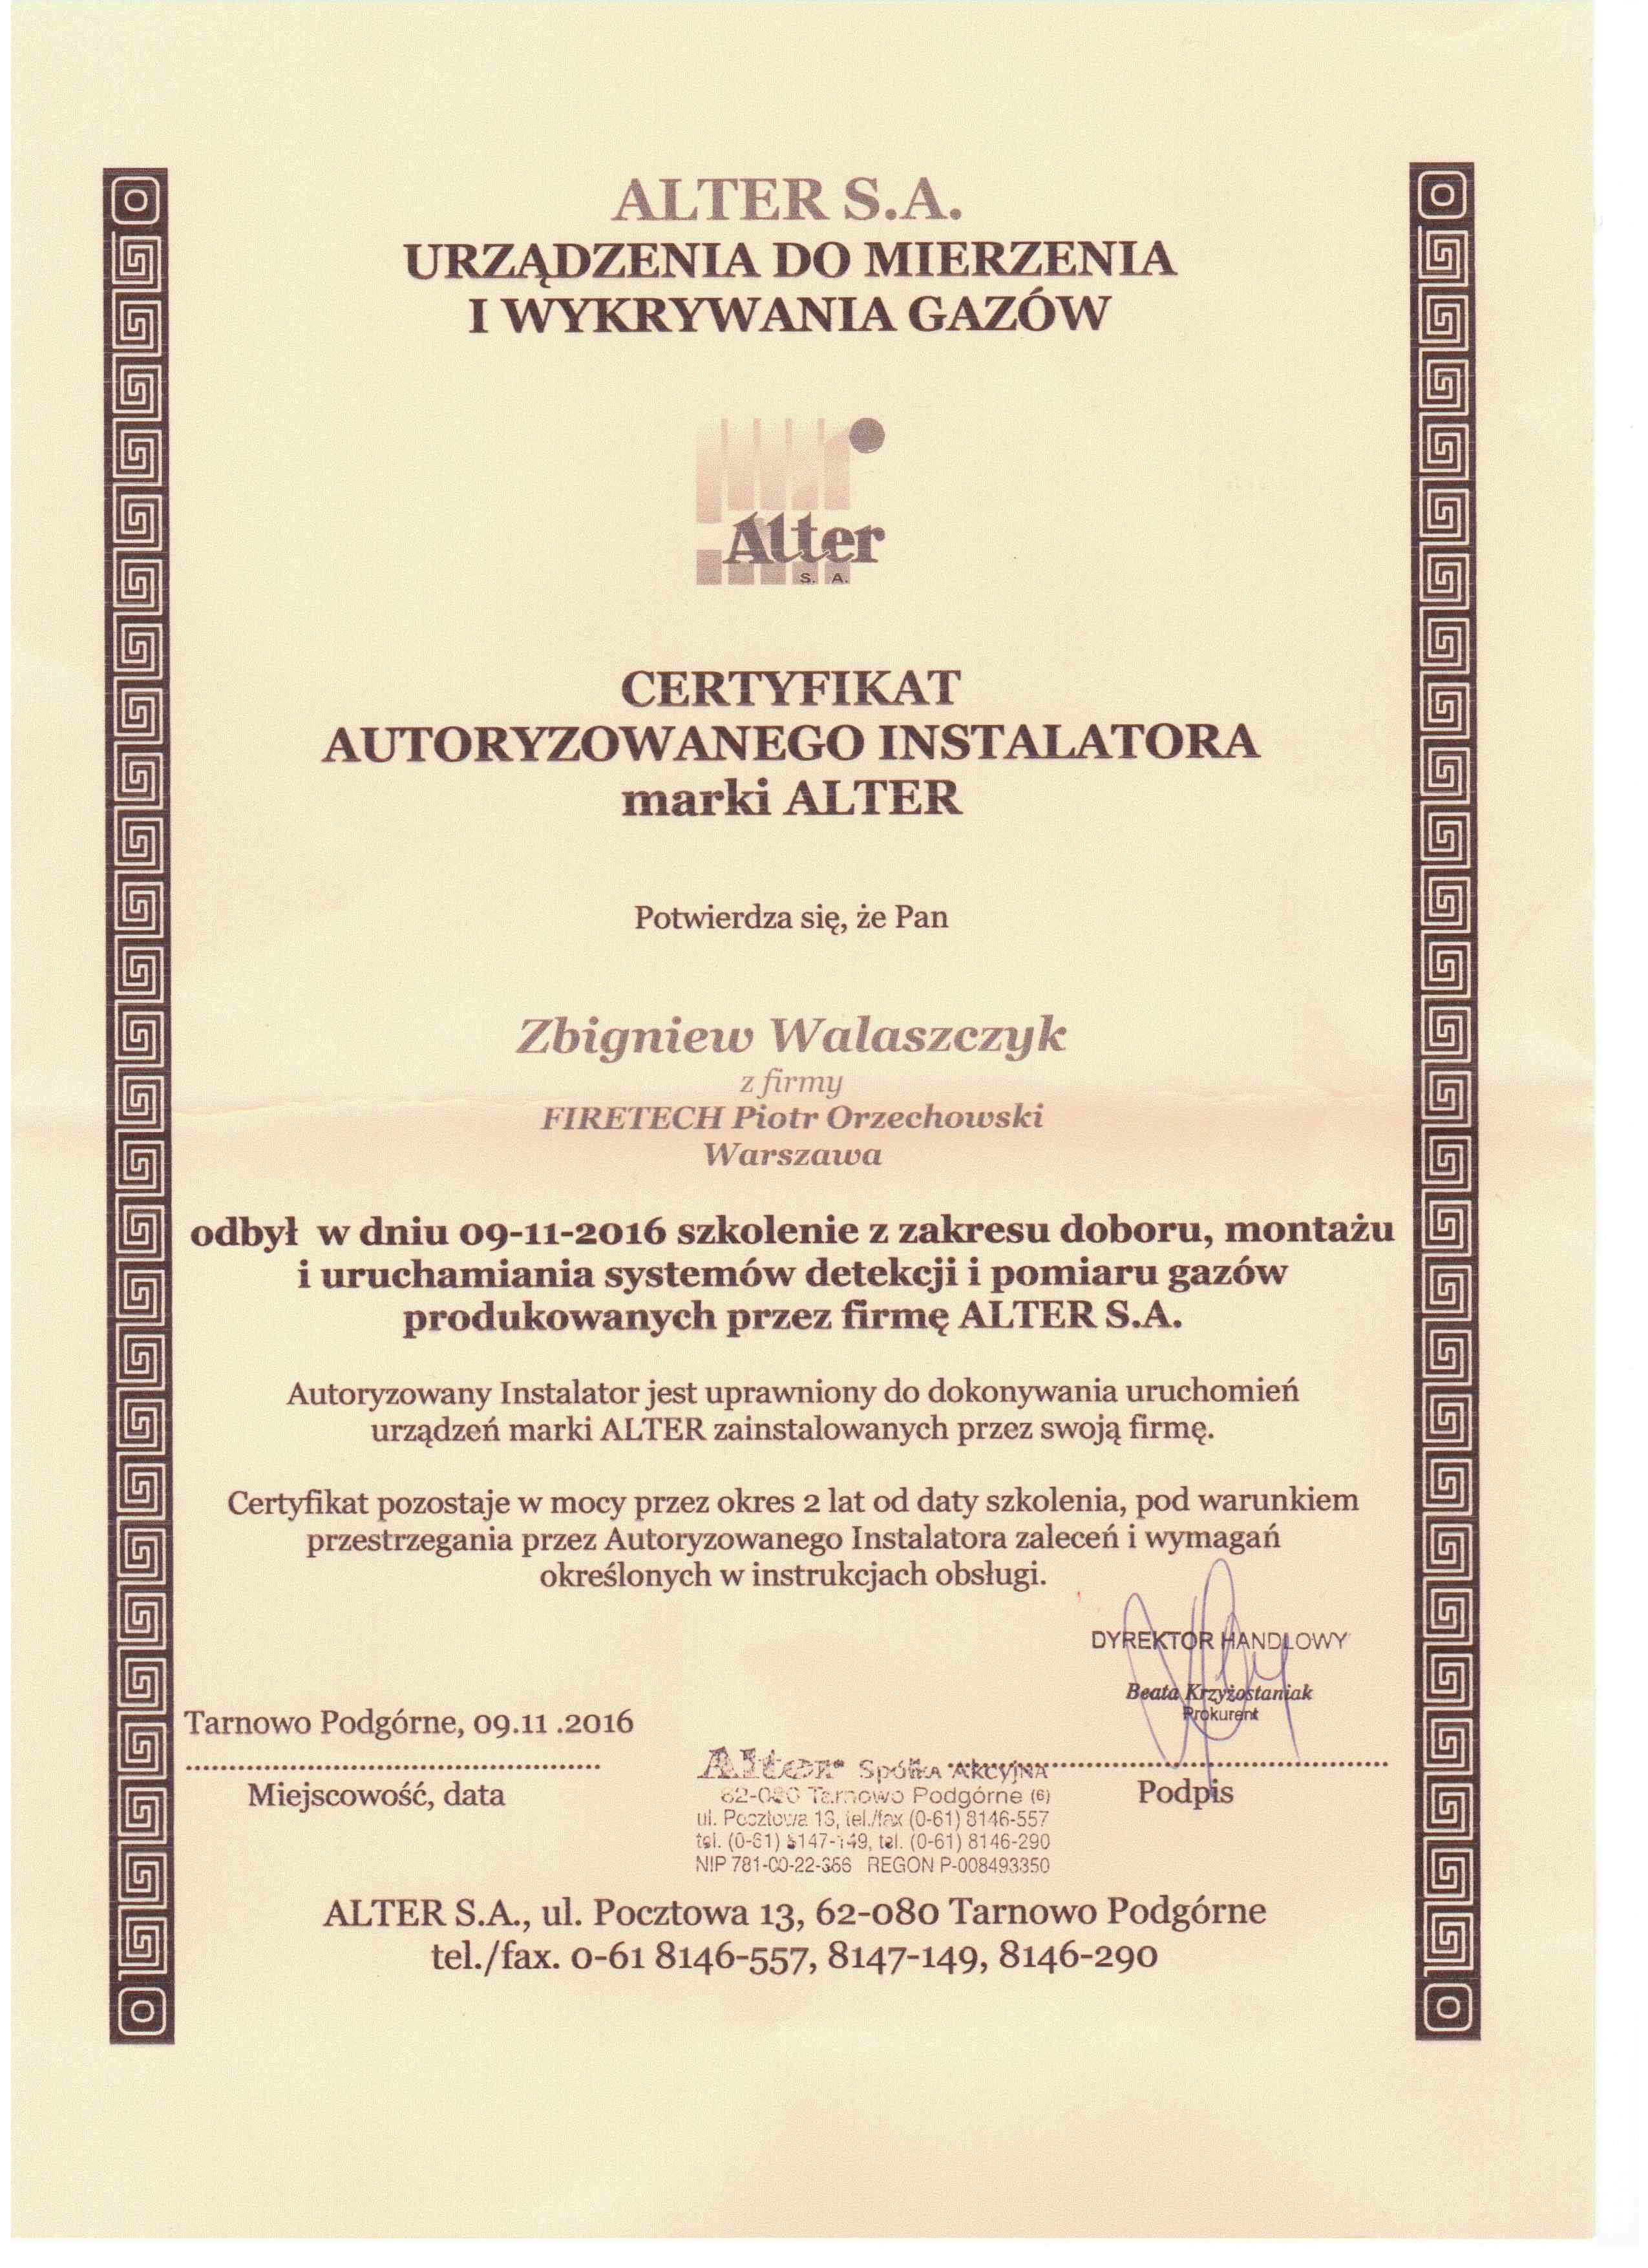 ALTER S.A.
URZĄDZENIA DO MIERZENIA
I WYKRYWANIA GAZÓW
Alter
S. A.
CERTYFIKAT
AUTORYZOWANEGO INSTALATORA
marki ALTER
Potwierdza się, że Pan
Zbigniew Walaszczyk
z firmy
FIRETECH Piotr Orzechowski
Warszawa
odbył w dniu 09-11-2016 szkolenie z zakresu doboru, montażu
i uruchamiania systemów detekcji i pomiaru gazów
produkowanych przez firmę ALTER S.A.
Autoryzowany Instalator jest uprawniony do dokonywania uruchomień
urządzeń marki ALTER zainstalowanych przez swoją firmę.
Certyfikat pozostaje w mocy przez okres 2 lat od daty szkolenia, pod warunkiem
przestrzegania przez Autoryzowanego Instalatora zaleceń i wymagań
określonych w instrukcjach obsługi.
DYREKTOR HANDLOWY
Beata Krzyżostaniak
Prokurent
Tarnowo Podgórne, 09.11 .2016
Miejscowość, data
Podpis
Alter Spółka Akcyjna
62-080 Tarnowo Podgórne (6)
ul. Pocztowa 13, tel./fax (0-61) 8146-557
tel. (0-61) 8147-149, tel. (0-61) 8146-290
NIP 781-00-22-366 REGON P-008493350
ALTER S.A., ul. Pocztowa 13, 62-080 Tarnowo Podgórne
tel./fax. 0-61 8146-557, 8147-149, 8146-290